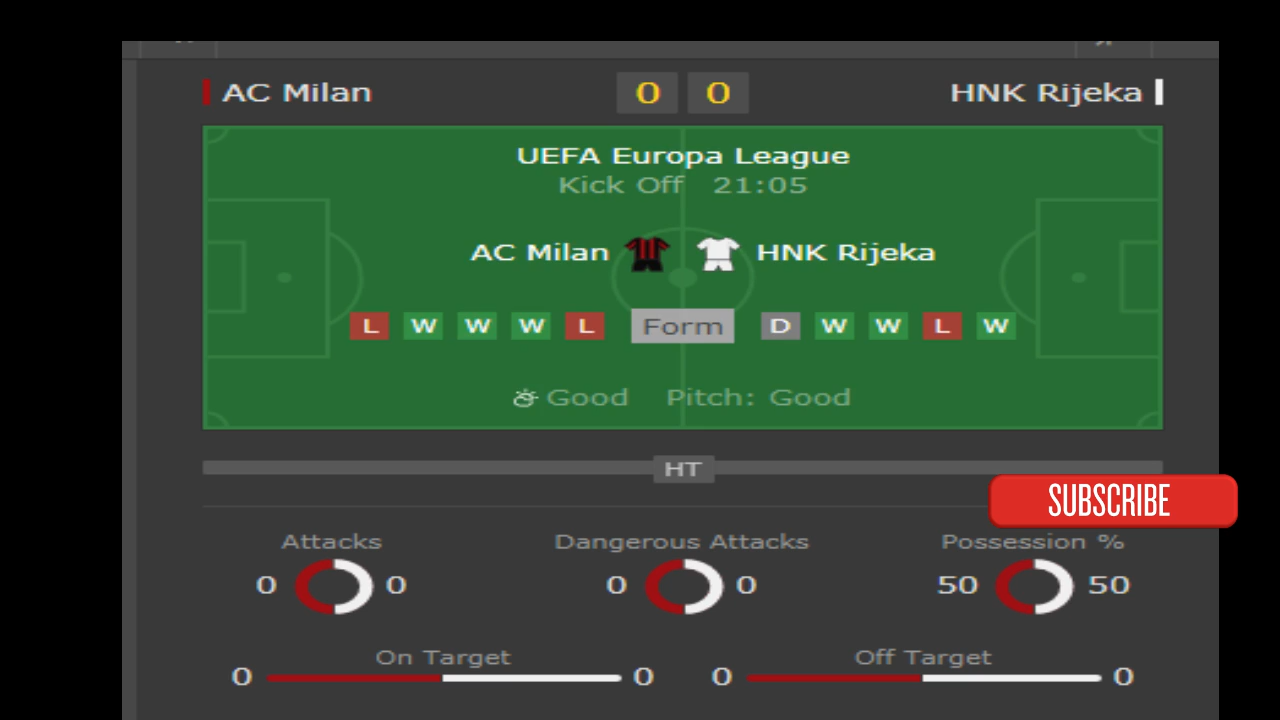 AC Milan 0 0 HNK Rijeka
UEFA Europa League
Kick Off 21:05
AC Milan HNK Rijeka
L W W W L Form D W W L W
Good Pitch: Good
HT
SUBSCRIBE
Attacks Dangerous Attacks Possession %
0 0 0 0 50 50
On Target Off Target
0 0 0 0